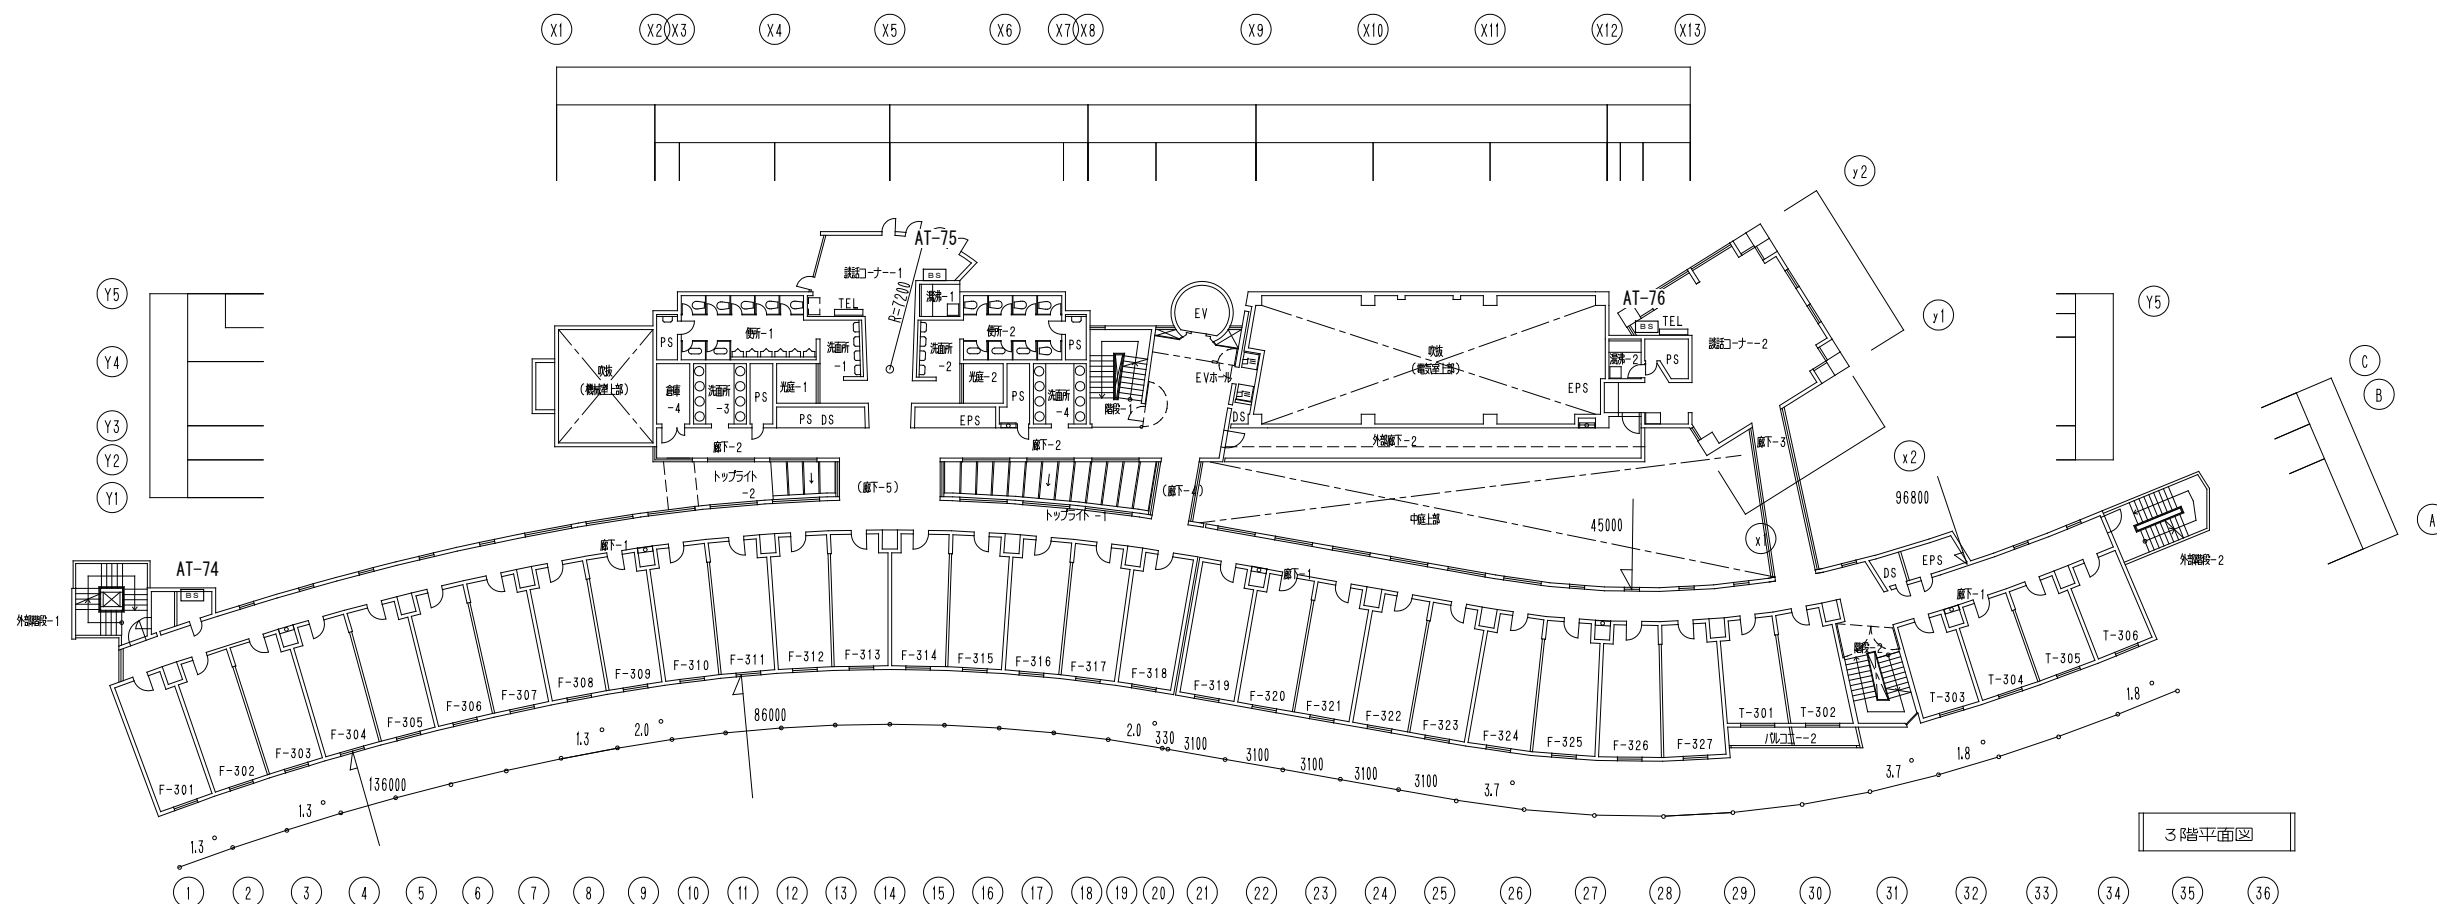 X1 X2 X3 X4 X5 X6 X7 X8 X9 X10 X11 X12 X13
y2
AT-75
談話コーナー-1
BS
湯沸-1
R=7200
TEL
Y5
EV
AT-76
BS
TEL
y1
Y5
便所-1
便所-2
PS
PS
洗面所
-1
洗面所
-2
吹抜
(電気室上部)
談話コーナー-2
湯沸-2
PS
Y4
C
吹抜
(機械室上部)
光庭-1
光庭-2
EVホール
EPS
B
倉庫
-4
洗面所
-3
PS
PS
洗面所
-4
階段-1
DS
Y3
PS DS
EPS
廊下-2
廊下-2
外部廊下-2
廊下-3
Y2
x2
トップライト
-2
(廊下-5)
(廊下-4)
Y1
96800
トップライト-1
中庭上部
45000
A
x1
廊下-1
AT-74
BS
EPS
DS
外部階段-2
廊下-1
廊下-1
外部階段-1
階段-2
F-301
F-302
F-303
F-304
F-305
F-306
F-307
F-308
F-309
F-310
F-311
F-312
F-313
F-314
F-315
F-316
F-317
F-318
F-319
F-320
F-321
F-322
F-323
F-324
F-325
F-326
F-327
T-301
T-302
T-303
T-304
T-305
T-306
バルコニー-2
1.3°
1.3°
136000
1.3°
2.0°
86000
2.0°
330
3100
3100
3100
3100
3100
3.7°
3.7°
1.8°
1.8°
3階平面図
1 2 3 4 5 6 7 8 9 10 11 12 13 14 15 16 17 18 19 20 21 22 23 24 25 26 27 28 29 30 31 32 33 34 35 36